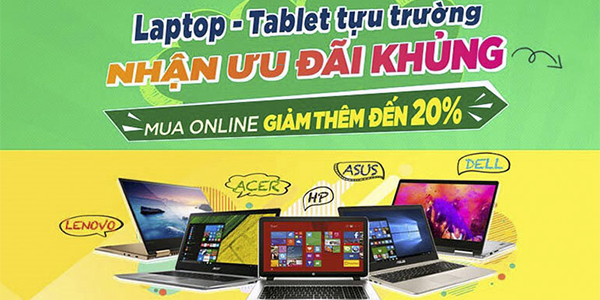 Laptop - Tablet tựu trường
NHẬN ƯU ĐÃI KHỦNG
MUA ONLINE GIẢM THÊM ĐẾN 20%
LENOVO
ACER
HP
ASUS
DELL